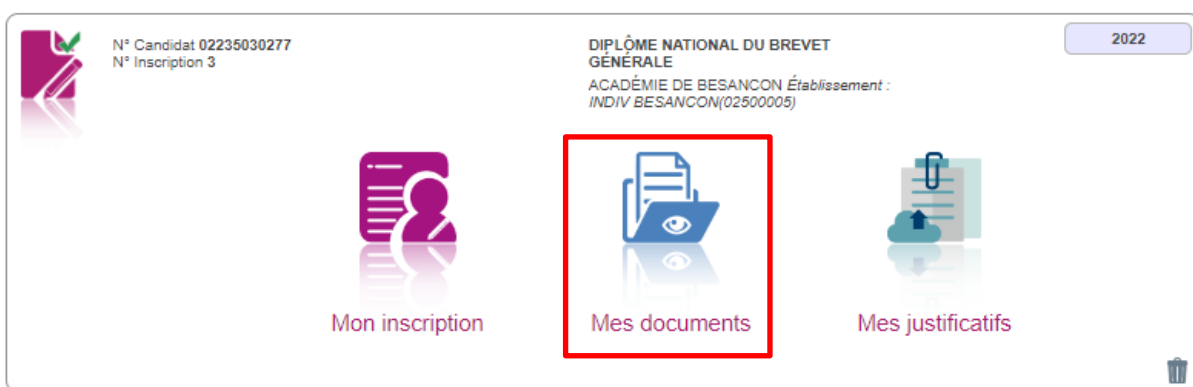 N° Candidat 02235030277
N° Inscription 3
DIPLÔME NATIONAL DU BREVET
GÉNÉRALE
ACADÉMIE DE BESANCON Établissement :
INDIV BESANCON(02500005)
2022
Mon inscription
Mes documents
Mes justificatifs